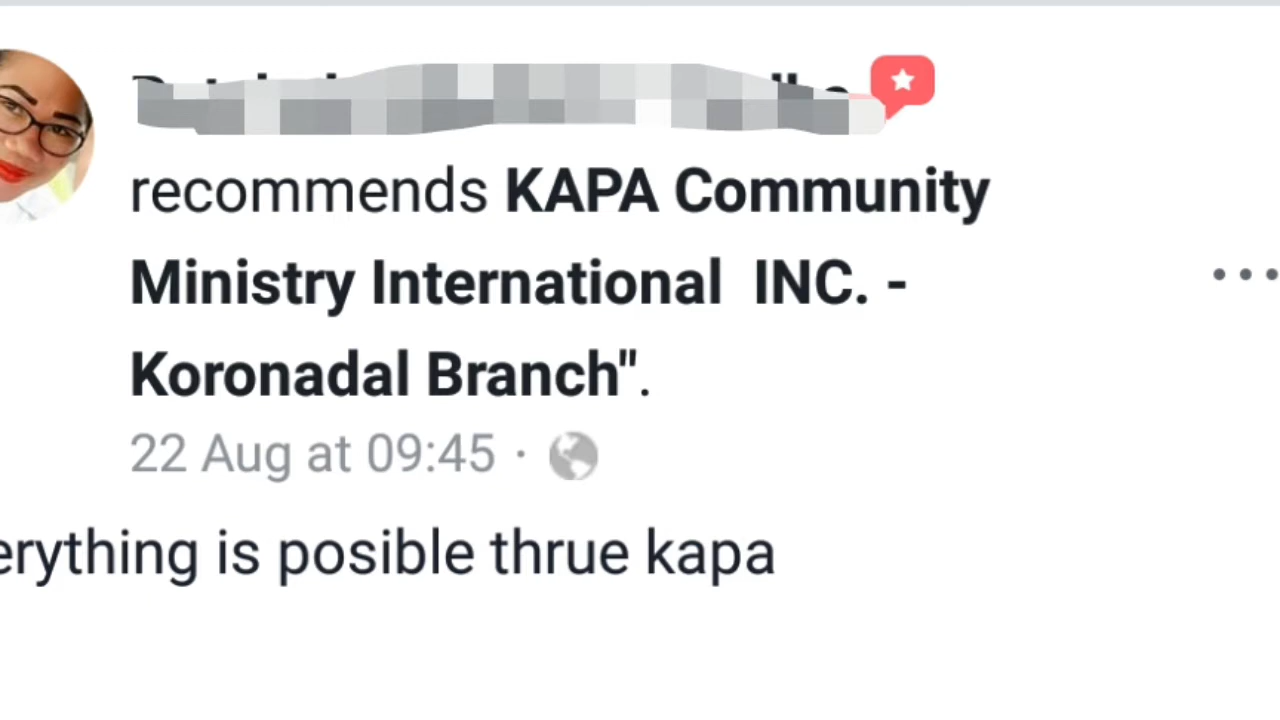 recommends KAPA Community
Ministry International INC. -
Koronadal Branch".
22 Aug at 09:45 ·
erything is posible thrue kapa